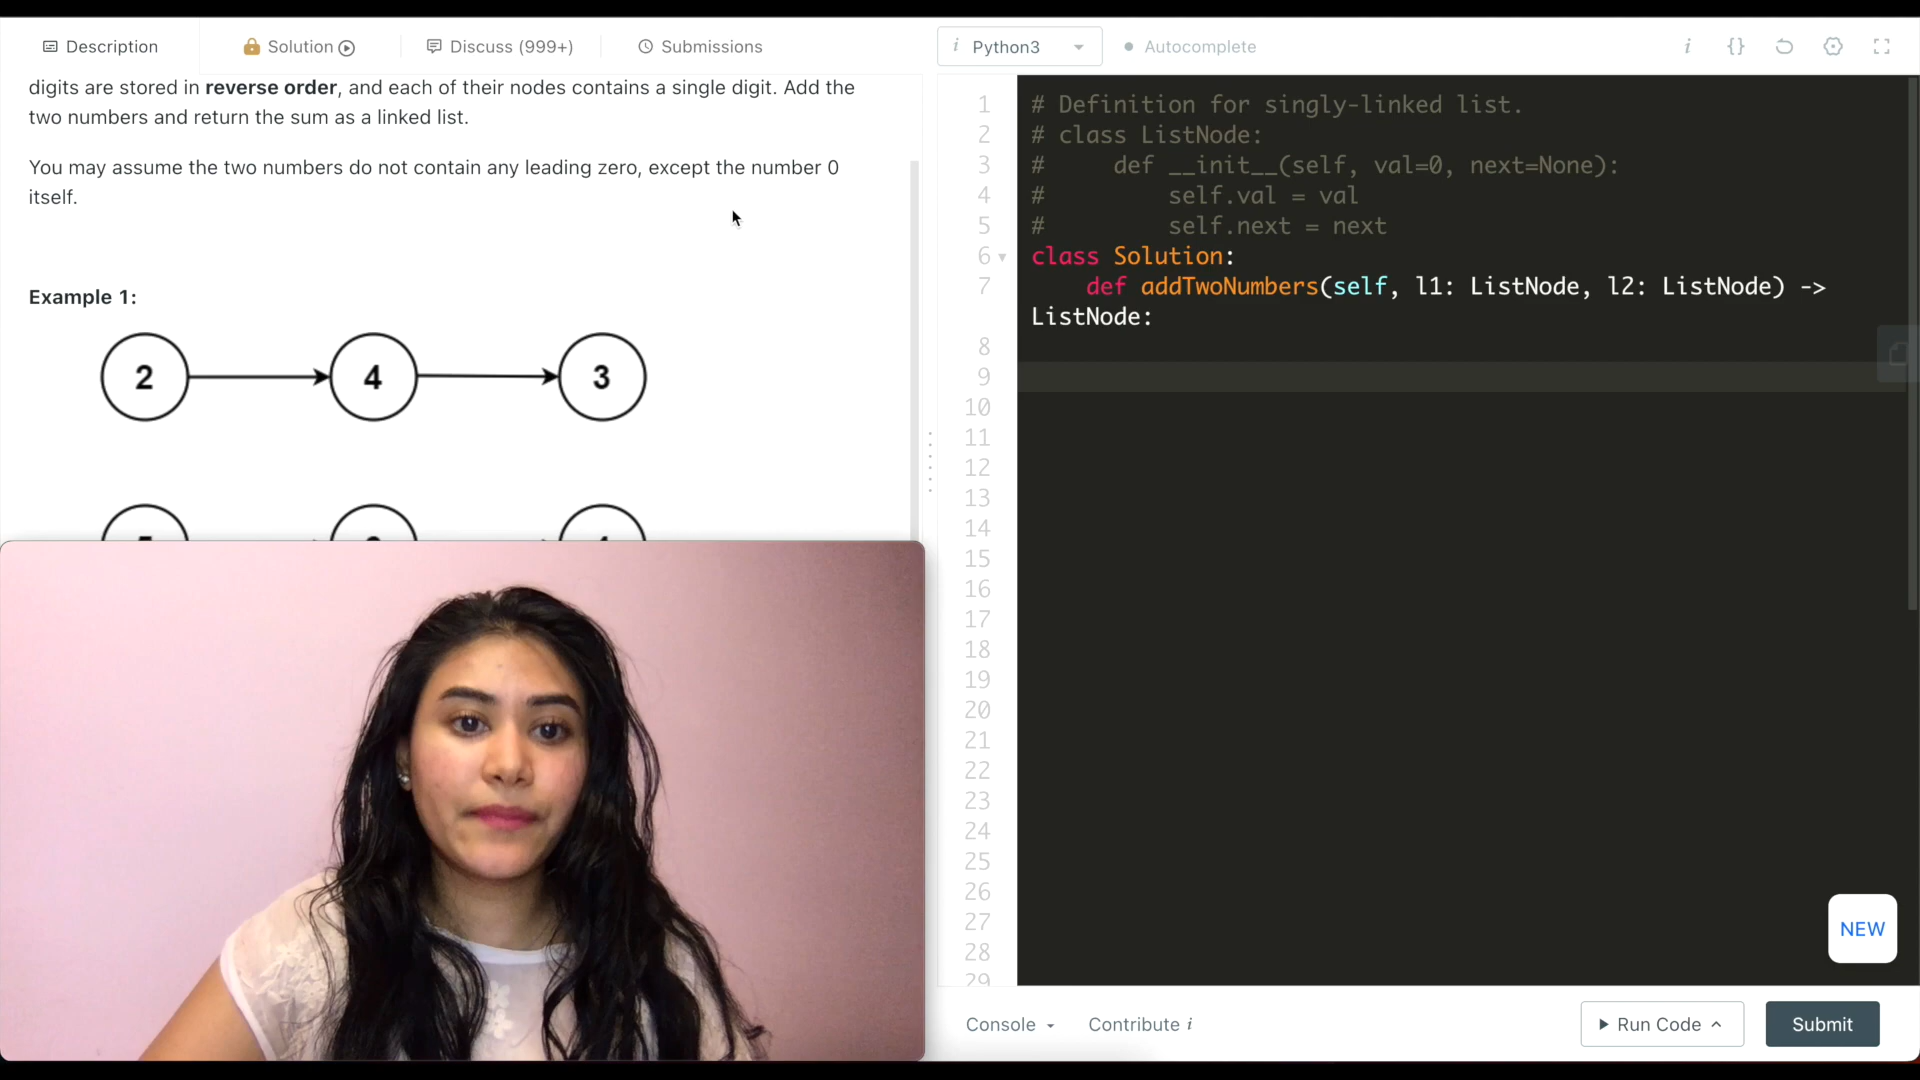 Description
Solution
Discuss (999+)
Submissions
i Python3
Autocomplete
i {}
digits are stored in reverse order, and each of their nodes contains a single digit. Add the
two numbers and return the sum as a linked list.
You may assume the two numbers do not contain any leading zero, except the number 0
itself.
Example 1:
2 4 3
1 # Definition for singly-linked list.
2 # class ListNode:
3 #     def __init__(self, val=0, next=None):
4 #         self.val = val
5 #         self.next = next
6 class Solution:
7     def addTwoNumbers(self, l1: ListNode, l2: ListNode) ->
ListNode:
8
9
10
11
12
13
14
15
16
17
18
19
20
21
22
23
24
25
26
27
28
29
NEW
Console
Contribute i
Run Code
Submit